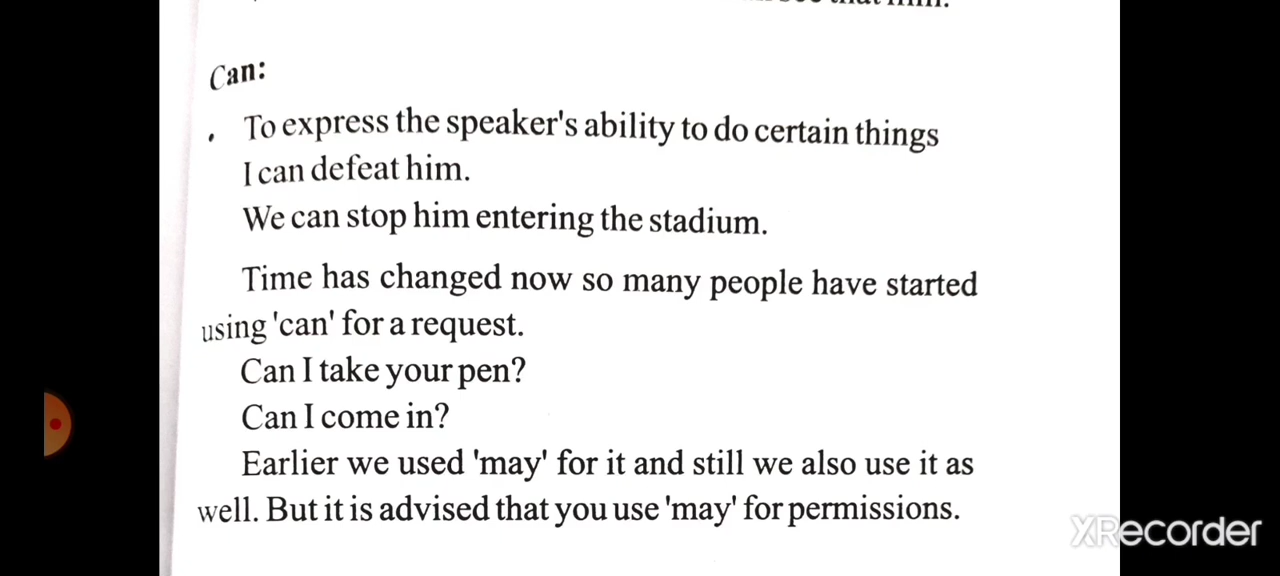 Can:
. To express the speaker's ability to do certain things
I can defeat him.
We can stop him entering the stadium.
Time has changed now so many people have started
using 'can' for a request.
Can I take your pen?
Can I come in?
Earlier we used 'may' for it and still we also use it as
well. But it is advised that you use 'may' for permissions.
XRecorder